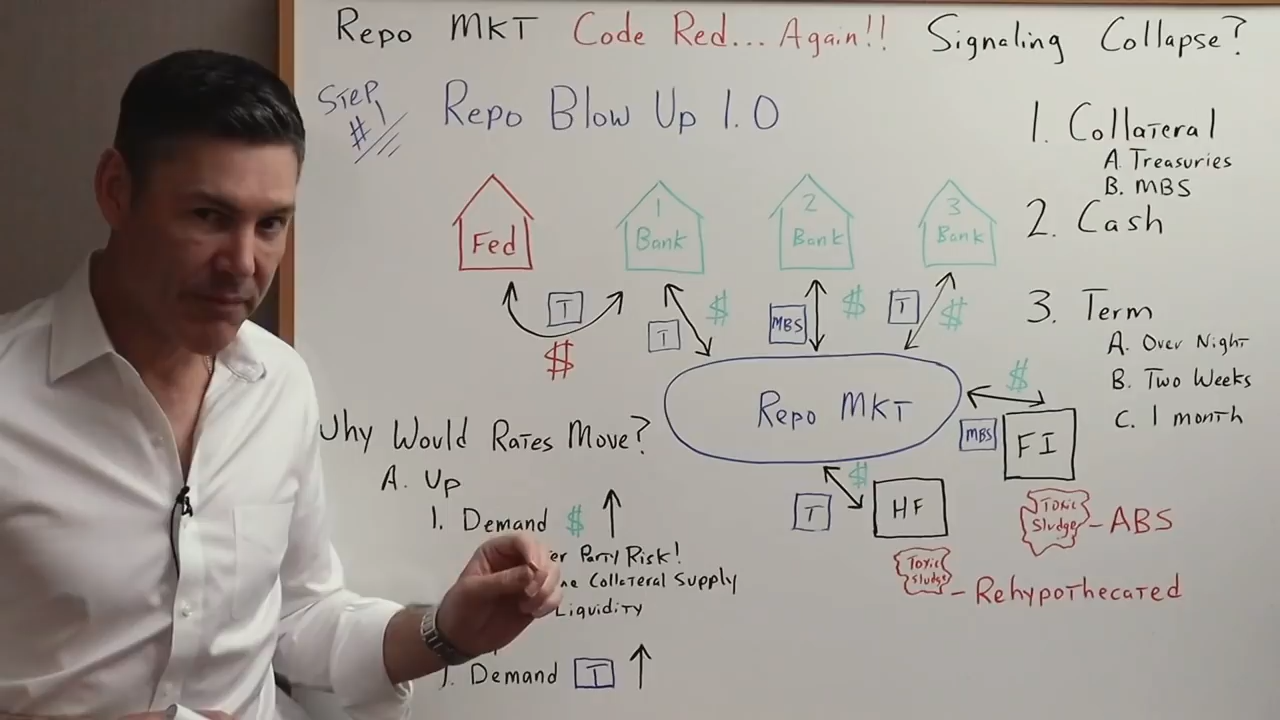 Repo MKT Code Red... Again!! Signaling Collapse?
Step #1
Repo Blow Up 1.0
Fed
1 Bank
2 Bank
3 Bank
T
$
T
$
MBS
$
T
$
Repo MKT
$
MBS
FI
Toxic Sludge - ABS
$
T
HF
Toxic Sludge - Rehypothecated
1. Collateral
A. Treasuries
B. MBS
2. Cash
3. Term
A. Over Night
B. Two Weeks
C. 1 month
Why Would Rates Move?
A. Up
1. Demand $
Party Risk!
Collateral Supply
Liquidity
1. Demand T